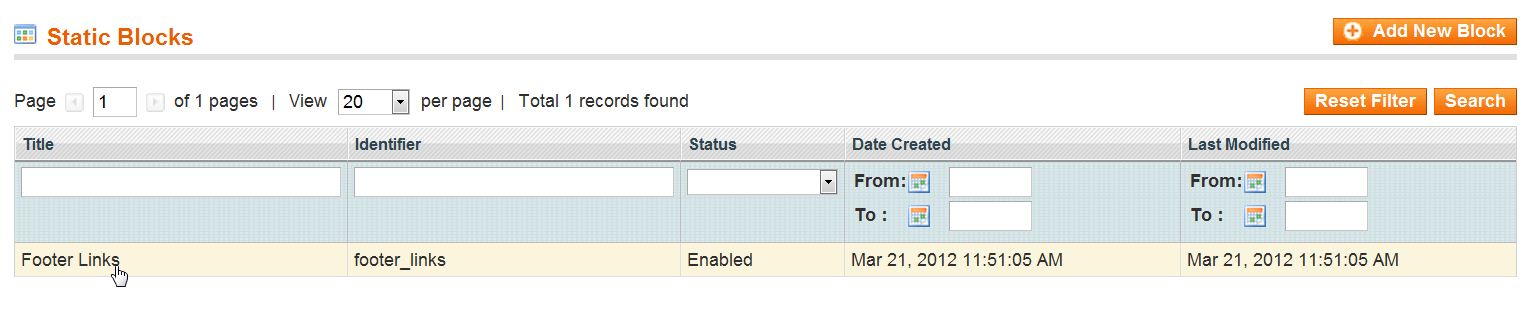 Static Blocks
Add New Block
Page 1 of 1 pages | View 20 per page | Total 1 records found
Reset Filter Search
Title Identifier Status Date Created Last Modified
From: From:
To : To :
Footer Links footer_links Enabled Mar 21, 2012 11:51:05 AM Mar 21, 2012 11:51:05 AM